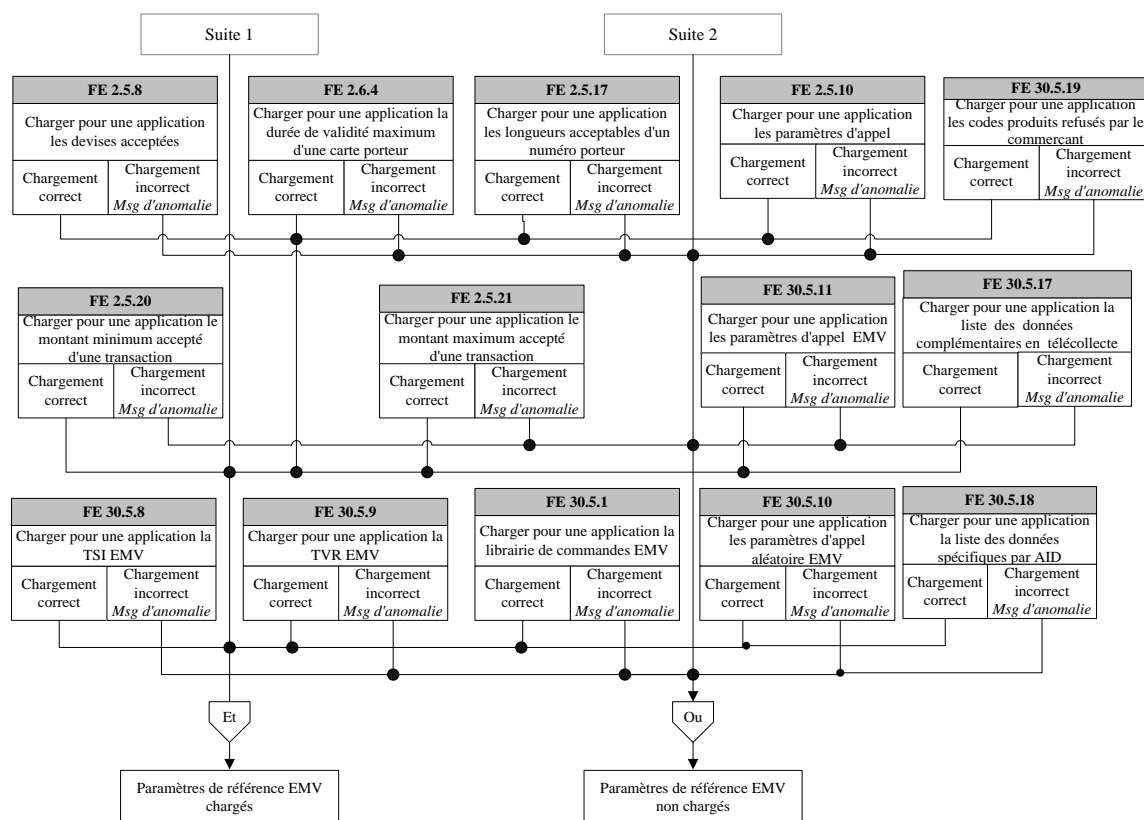 Suite 1
Suite 2
FE 2.5.8
Charger pour une application
les devises acceptées
Chargement
correct
Chargement
incorrect
Msg d'anomalie
FE 2.6.4
Charger pour une application la
durée de validité maximum
d'une carte porteur
Chargement
correct
Chargement
incorrect
Msg d'anomalie
FE 2.5.17
Charger pour une application
les longueurs acceptables d'un
numéro porteur
Chargement
correct
Chargement
incorrect
Msg d'anomalie
FE 2.5.10
Charger pour une application
les paramètres d'appel
Chargement
correct
Chargement
incorrect
Msg d'anomalie
FE 30.5.19
Charger pour une application
les codes produits refusés par le
commerçant
Chargement
correct
Chargement
incorrect
Msg d'anomalie
FE 2.5.20
Charger pour une application le
montant minimum accepté
d'une transaction
Chargement
correct
Chargement
incorrect
Msg d'anomalie
FE 2.5.21
Charger pour une application le
montant maximum accepté
d'une transaction
Chargement
correct
Chargement
incorrect
Msg d'anomalie
FE 30.5.11
Charger pour une application
les paramètres d'appel EMV
Chargement
correct
Chargement
incorrect
Msg d'anomalie
FE 30.5.17
Charger pour une application la
liste des données
complémentaires en télécollecte
Chargement
correct
Chargement
incorrect
Msg d'anomalie
FE 30.5.8
Charger pour une application la
TSI EMV
Chargement
correct
Chargement
incorrect
Msg d'anomalie
FE 30.5.9
Charger pour une application la
TVR EMV
Chargement
correct
Chargement
incorrect
Msg d'anomalie
FE 30.5.1
Charger pour une application la
librairie de commandes EMV
Chargement
correct
Chargement
incorrect
Msg d'anomalie
FE 30.5.10
Charger pour une application
les paramètres d'appel
aléatoire EMV
Chargement
correct
Chargement
incorrect
Msg d'anomalie
FE 30.5.18
Charger pour une application
la liste des données
spécifiques par AID
Chargement
correct
Chargement
incorrect
Msg d'anomalie
Et
Ou
Paramètres de référence EMV
chargés
Paramètres de référence EMV
non chargés